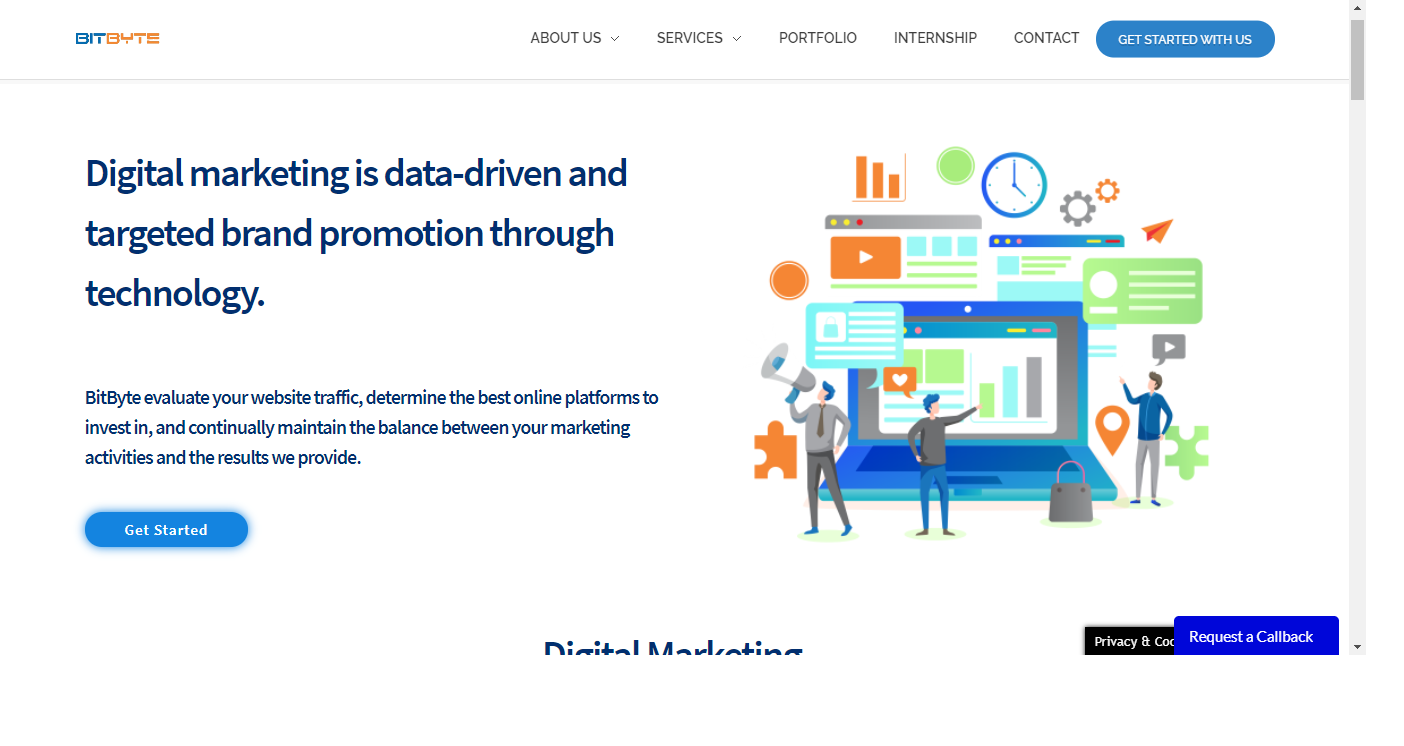 BITBYTE
ABOUT US
SERVICES
PORTFOLIO
INTERNSHIP
CONTACT
GET STARTED WITH US
Digital marketing is data-driven and
targeted brand promotion through
technology.
BitByte evaluate your website traffic, determine the best online platforms to
invest in, and continually maintain the balance between your marketing
activities and the results we provide.
Get Started
Digital Marketing
Privacy &
Request a Callback